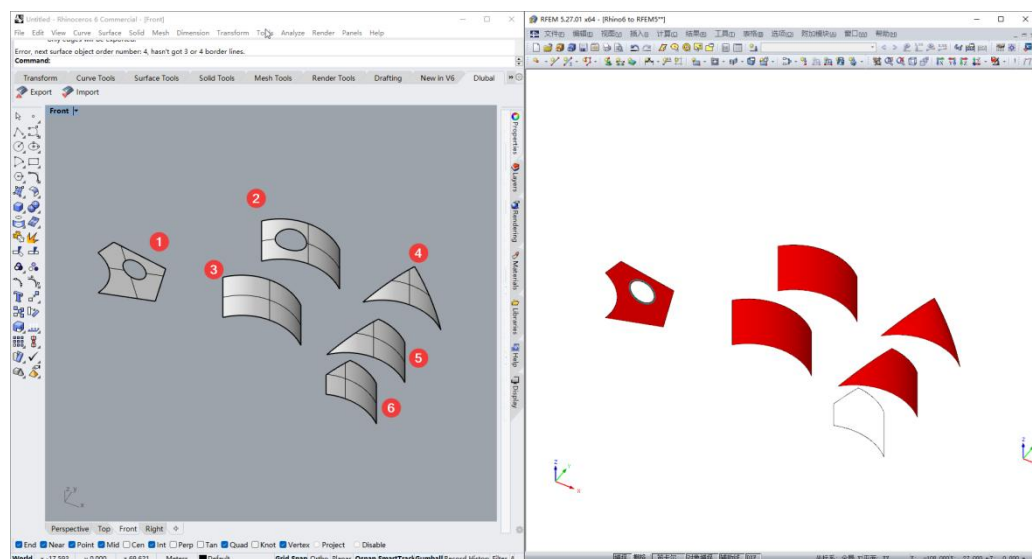 Untitled - Rhinoceros 6 Commercial - [Front]
File Edit View Curve Surface Solid Mesh Dimension Transform Tools Analyze Render Panels Help
Only edges will be exported.
Error, next surface object order number: 4, hasn't got 3 or 4 border lines.
Command:
Transform Curve Tools Surface Tools Solid Tools Mesh Tools Render Tools Drafting New in V6 Dlubal
Export Import
Front
1
2
3
4
5
6
Properties
Layers
Rendering
Materials
Libraries
Help
Display
z y
x
Perspective Top Front Right
End Near Point Mid Cen Int Perp Tan Quad Knot Vertex Project Disable
RFEM 5.27.01 x64 - [Rhino6 to RFEM5**]
文件(F) 编辑(E) 视图(V) 插入(I) 计算(C) 结果(R) 工具(T) 表格(B) 选项(O) 附加模块(A) 窗口(W) 帮助(H)
Z
Y
X
Z